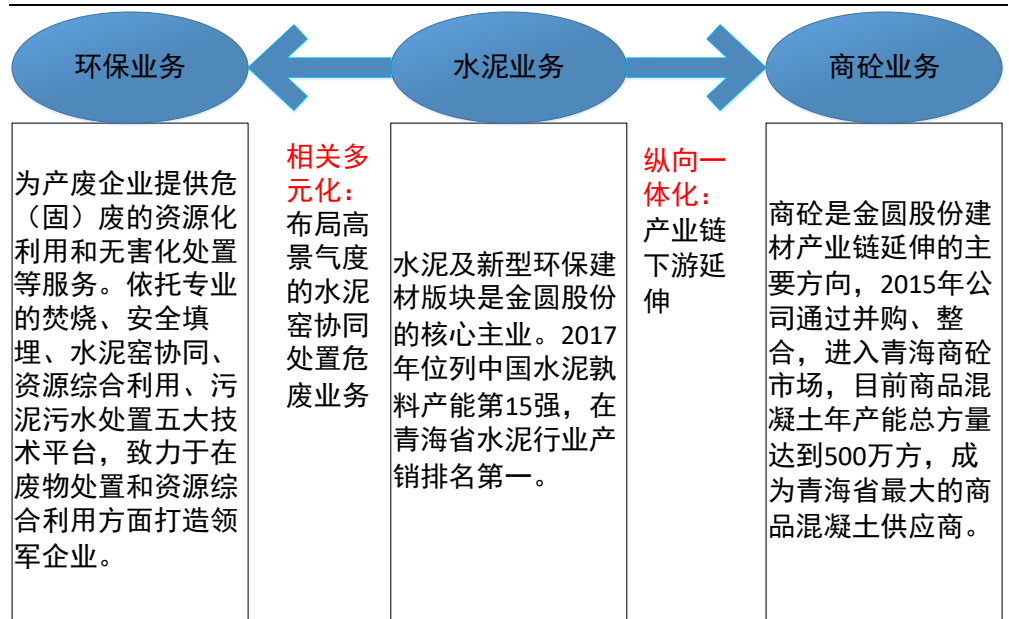 环保业务
水泥业务
商砼业务
为产废企业提供危
（固）废的资源化
利用和无害化处置
等服务。依托专业
的焚烧、安全填
埋、水泥窑协同、
资源综合利用、污
泥污水处置五大技
术平台，致力于在
废物处置和资源综
合利用方面打造领
军企业。
相关多
元化：
布局高
景气度
的水泥
窑协同
处置危
废业务
水泥及新型环保建
材版块是金圆股份
的核心主业。2017
年位列中国水泥孰
料产能第15强，在
青海省水泥行业产
销排名第一。
纵向一
体化：
产业链
下游延
伸
商砼是金圆股份建
材产业链延伸的主
要方向，2015年公
司通过并购、整
合，进入青海商砼
市场，目前商品混
凝土年产能总方量
达到500万方，成
为青海省最大的商
品混凝土供应商。